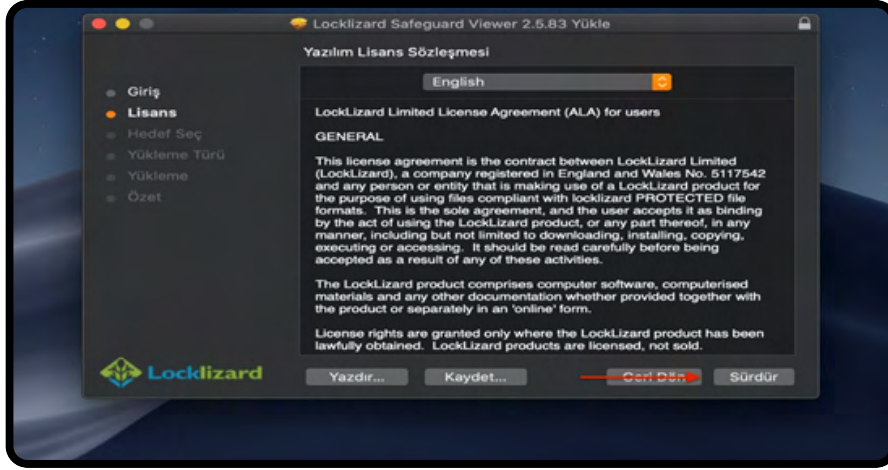 Locklizard Safeguard Viewer 2.5.83 Yükle
Yazılım Lisans Sözleşmesi
English
Giriş
Lisans
Hedef Seç
Yükleme Türü
Yükleme
Özet
LockLizard Limited License Agreement (ALA) for users
GENERAL
This license agreement is the contract between LockLizard Limited
(LockLizard), a company registered in England and Wales No. 5117542
and any person or entity that is making use of a LockLizard product for
the purpose of using files compliant with locklizard PROTECTED file
formats. This is the sole agreement, and the user accepts it as binding
by the act of using the LockLizard product, or any part thereof, in any
manner, including but not limited to downloading, installing, copying,
executing or accessing. It should be read carefully before being
accepted as a result of any of these activities.
The LockLizard product comprises computer software, computerised
materials and any other documentation whether provided together with
the product or separately in an 'online' form.
License rights are granted only where the LockLizard product has been
lawfully obtained. LockLizard products are licensed, not sold.
Locklizard
Yazdır...
Kaydet...
Geri Dön
Sürdür